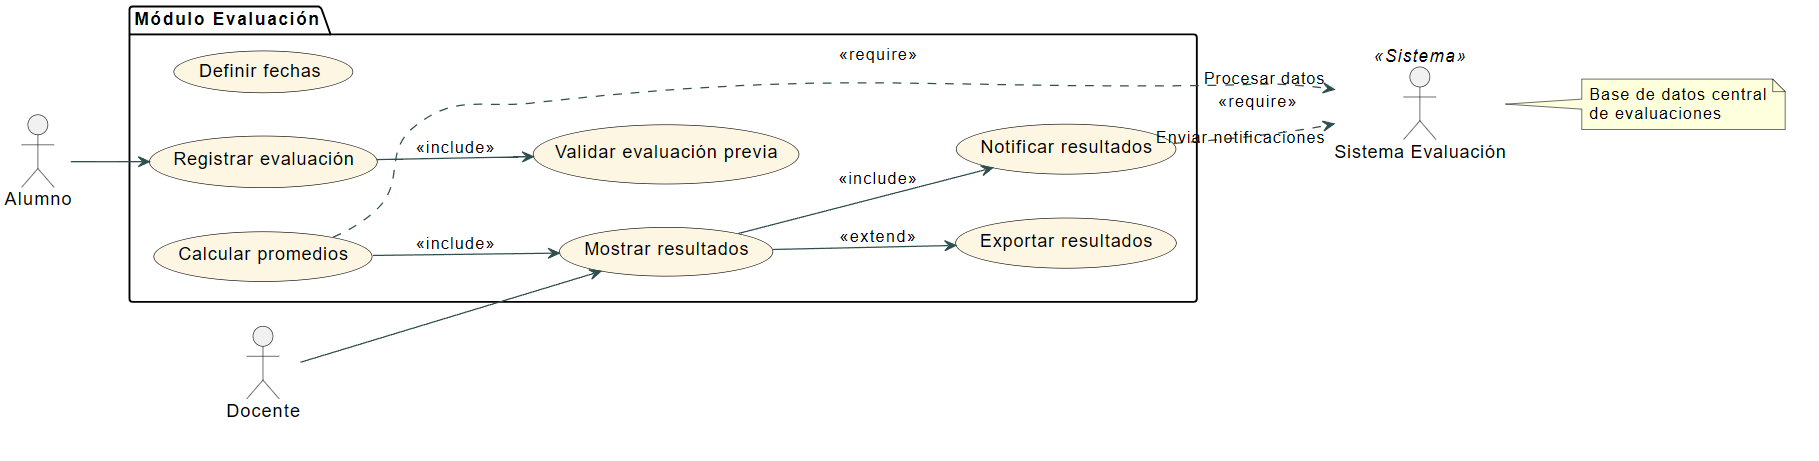 Módulo Evaluación
«require»
«Sistema»
Definir fechas
Procesar datos
Base de datos central
de evaluaciones
«require»
Enviar notificaciones
Registrar evaluación
«include»
Validar evaluación previa
Notificar resultados
Sistema Evaluación
Alumno
«include»
Calcular promedios
«include»
Mostrar resultados
«extend»
Exportar resultados
Docente